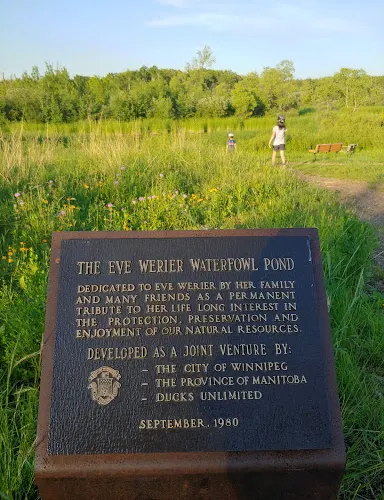 THE EVE WERIER WATERFOWL POND
DEDICATED TO EVE WERIER BY HER FAMILY
AND MANY FRIENDS AS A PERMANENT
TRIBUTE TO HER LIFE LONG INTEREST IN
THE PROTECTION, PRESERVATION AND
ENJOYMENT OF OUR NATURAL RESOURCES.
DEVELOPED AS A JOINT VENTURE BY:
- THE CITY OF WINNIPEG
- THE PROVINCE OF MANITOBA
- DUCKS UNLIMITED
SEPTEMBER, 1980